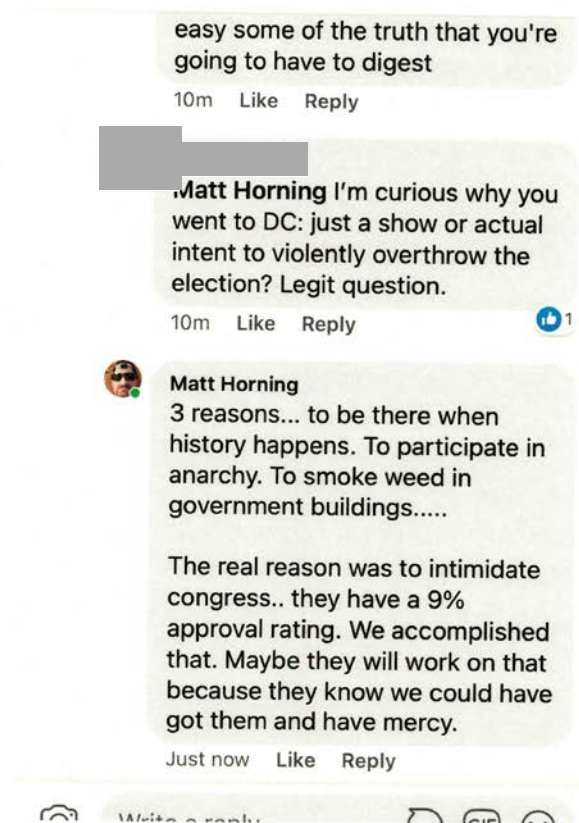 easy some of the truth that you're
going to have to digest
10m Like Reply
Matt Horning I'm curious why you
went to DC: just a show or actual
intent to violently overthrow the
election? Legit question.
10m Like Reply
1
Matt Horning
3 reasons... to be there when
history happens. To participate in
anarchy. To smoke weed in
government buildings.....
The real reason was to intimidate
congress.. they have a 9%
approval rating. We accomplished
that. Maybe they will work on that
because they know we could have
got them and have mercy.
Just now Like Reply
Write a reply
GIF